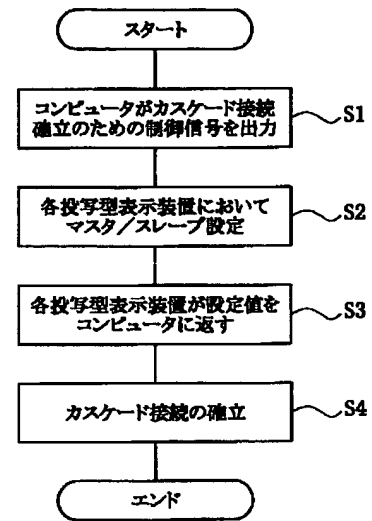 スタート
コンピュータがカスケード接続
確立のための制御信号を出力
S1
各投写型表示装置において
マスタ／スレーブ設定
S2
各投写型表示装置が設定値を
コンピュータに返す
S3
カスケード接続の確立
S4
エンド